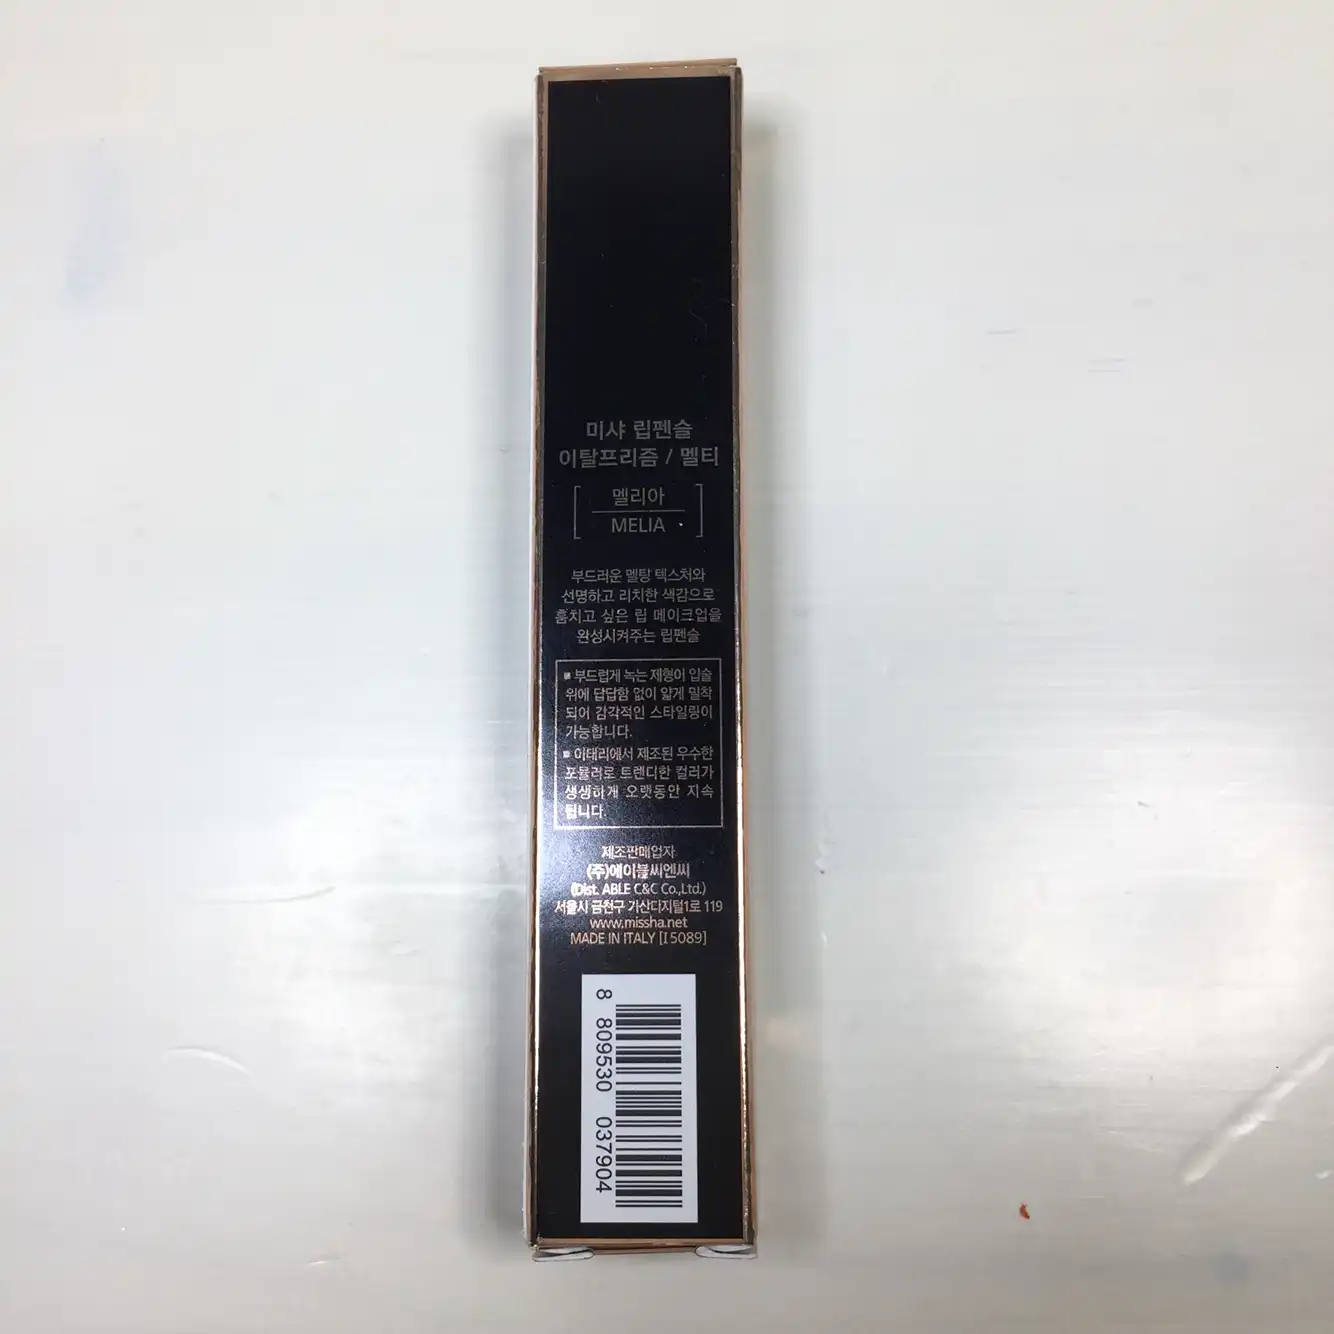 미샤 립펜슬
이탈프리즘 / 멜티
멜리아
MELIA
부드러운 멜팅 텍스처와
선명하고 리치한 색감으로
훔치고 싶은 립 메이크업을
완성시켜주는 립펜슬
▪ 부드럽게 녹는 제형이 입술
위에 답답함 없이 얇게 밀착
되어 감각적인 스타일링이
가능합니다.
▪ 이태리에서 제조된 우수한
포뮬러로 트렌디한 컬러가
생생하게 오랫동안 지속
됩니다.
제조판매업자
(주)에이블씨엔씨
(Dist. ABLE C&C Co.,Ltd.)
서울시 금천구 가산디지털1로 119
www.missha.net
MADE IN ITALY [I5089]
8 809530 037904